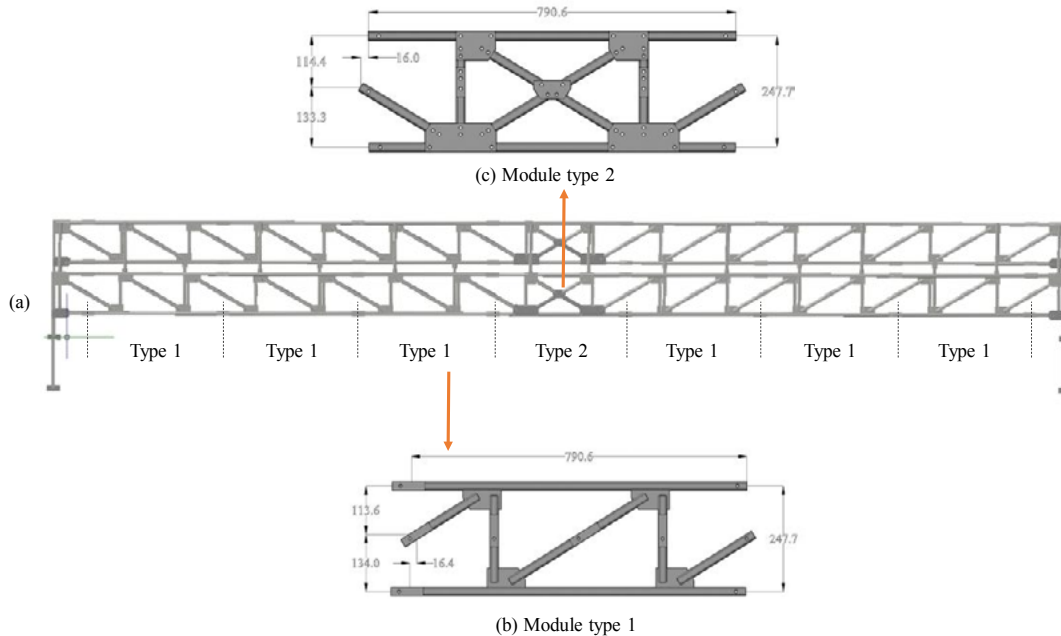 790.6
114.4
16.0
133.3
247.7'
(c) Module type 2
(a)
Type 1 Type 1 Type 1 Type 2 Type 1 Type 1 Type 1
790.6
113.6
134.0
16.4
247.7
(b) Module type 1